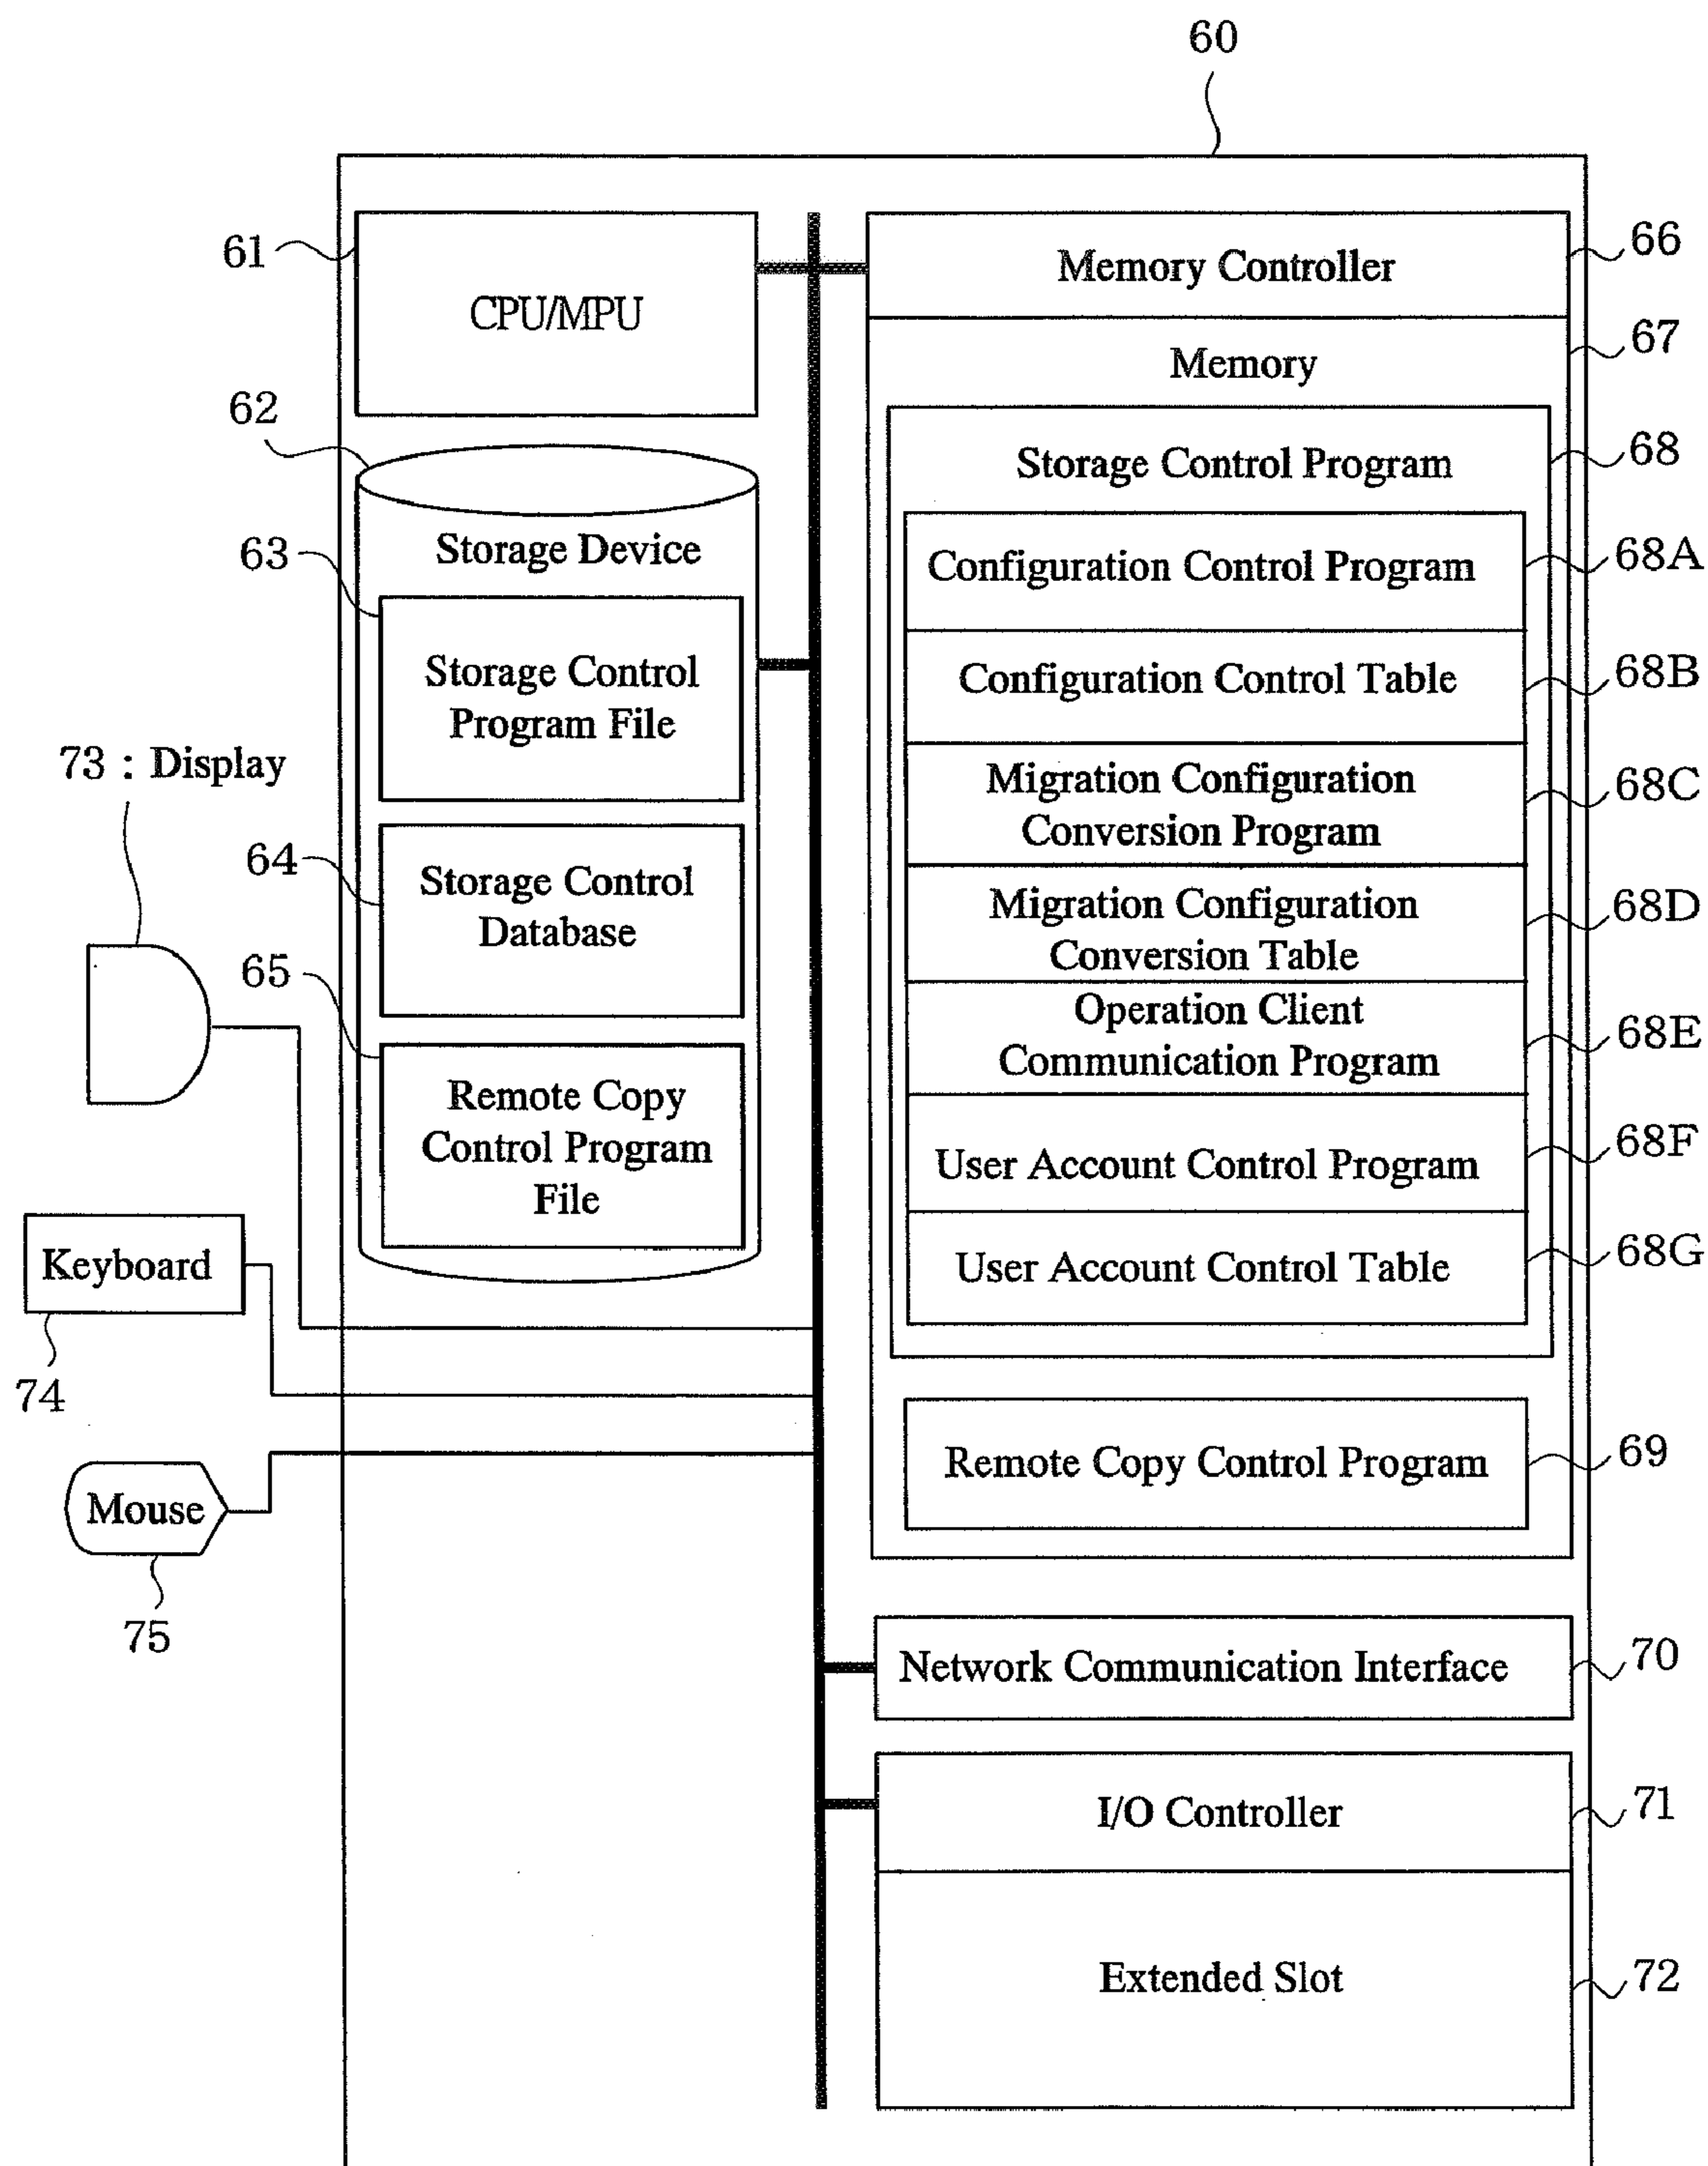 60
61
CPU/MPU
66
Memory Controller
67
Memory
62
Storage Device
63
Storage Control
Program File
64
Storage Control
Database
65
Remote Copy
Control Program
File
68
Storage Control Program
68A
Configuration Control Program
68B
Configuration Control Table
68C
Migration Configuration
Conversion Program
68D
Migration Configuration
Conversion Table
68E
Operation Client
Communication Program
68F
User Account Control Program
68G
User Account Control Table
69
Remote Copy Control Program
73 : Display
Keyboard
74
Mouse
75
70
Network Communication Interface
71
I/O Controller
72
Extended Slot